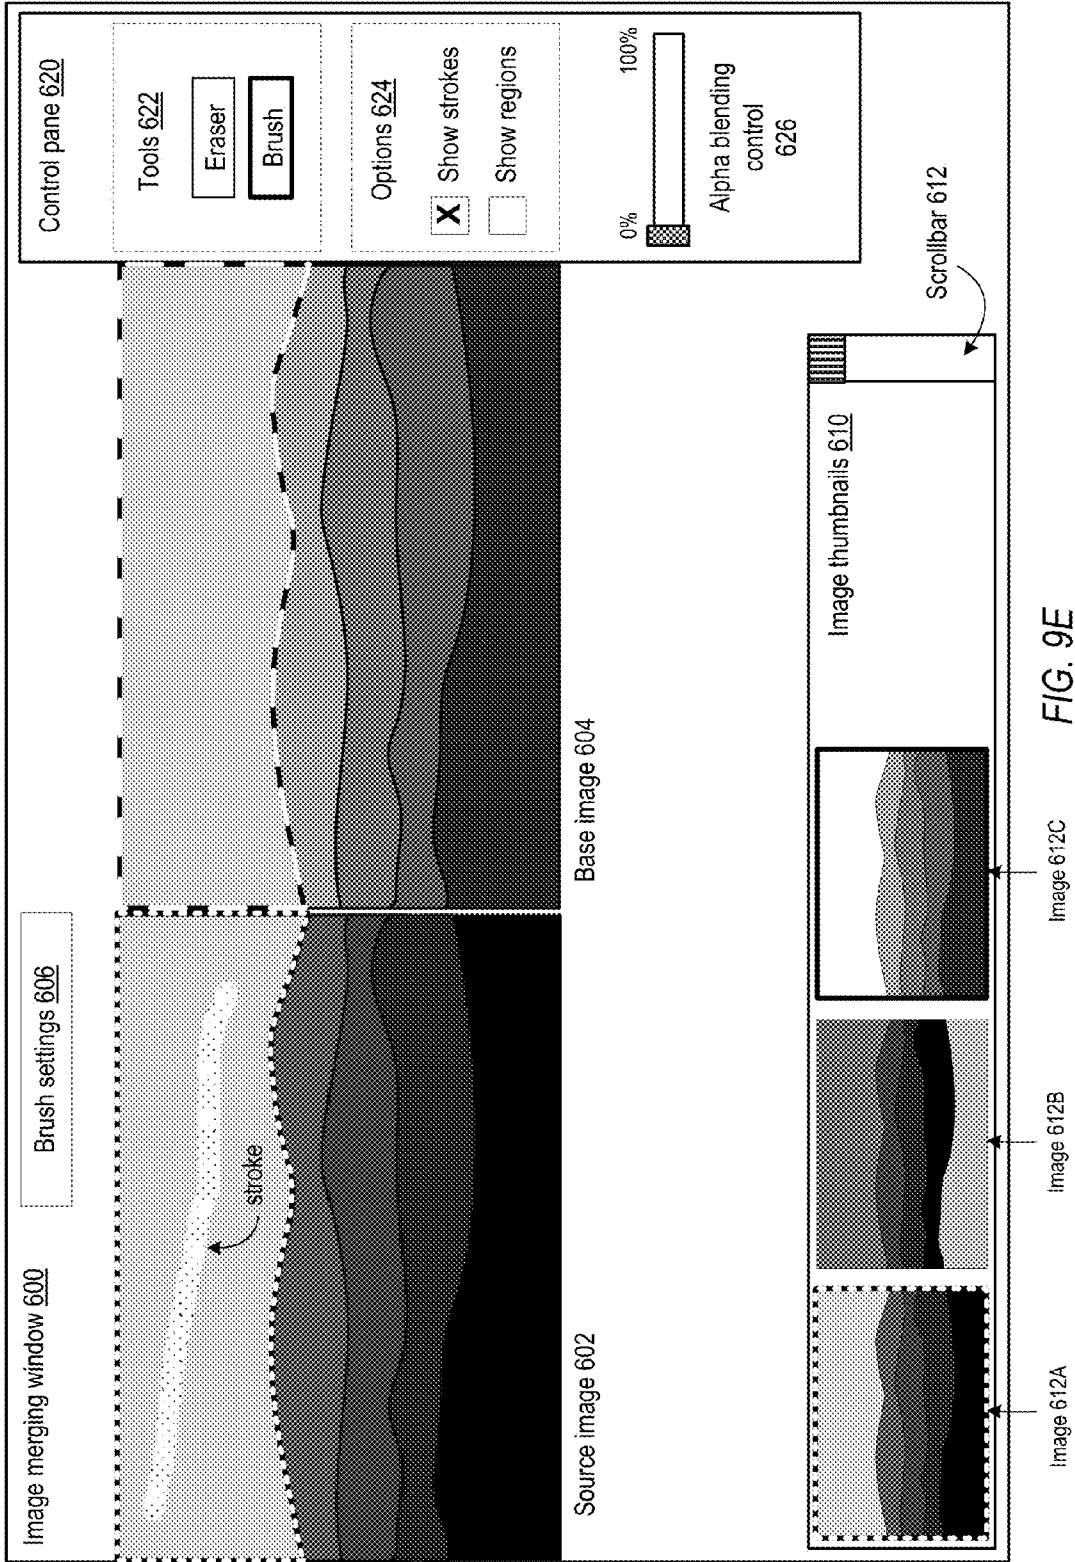 Image merging window 600
Brush settings 606
Control pane 620
Tools 622
Eraser
Brush
Options 624
X Show strokes
Show regions
0%
100%
Alpha blending
control
626
stroke
Source image 602
Base image 604
Image thumbnails 610
Scrollbar 612
Image 612A
Image 612B
Image 612C
FIG. 9E